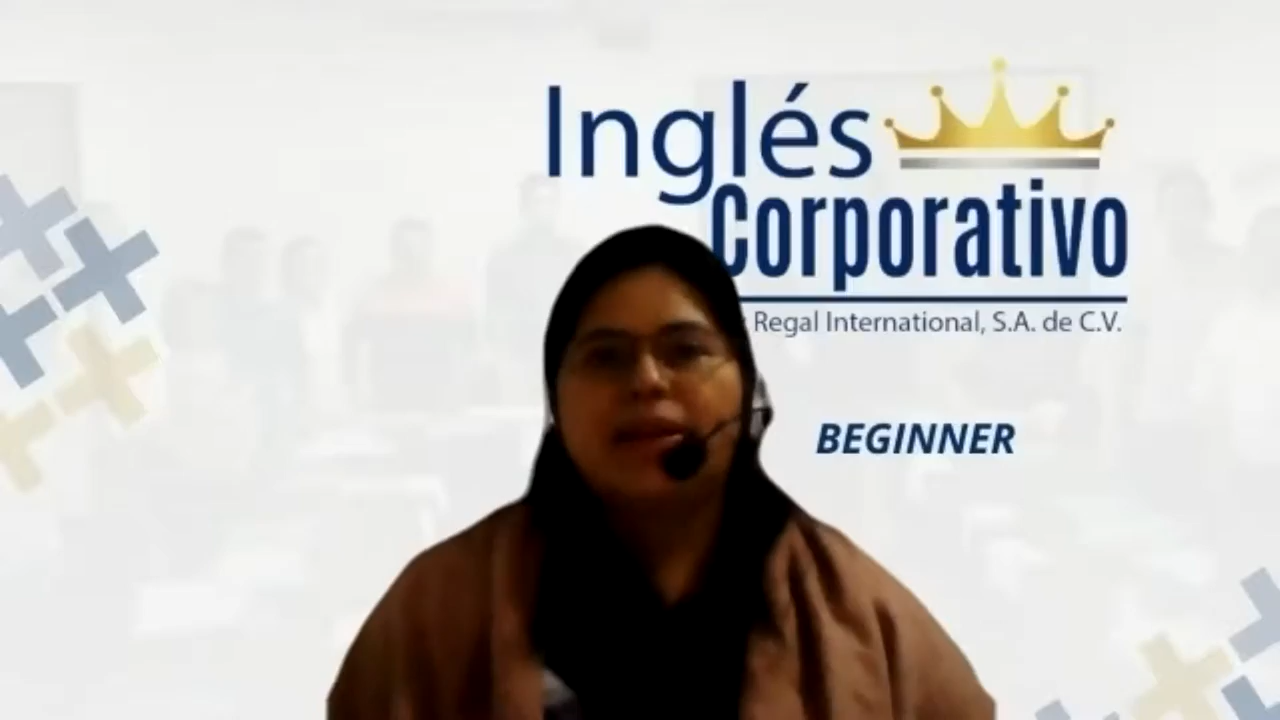 Inglés
Corporativo
Regal International, S.A. de C.V.
BEGINNER